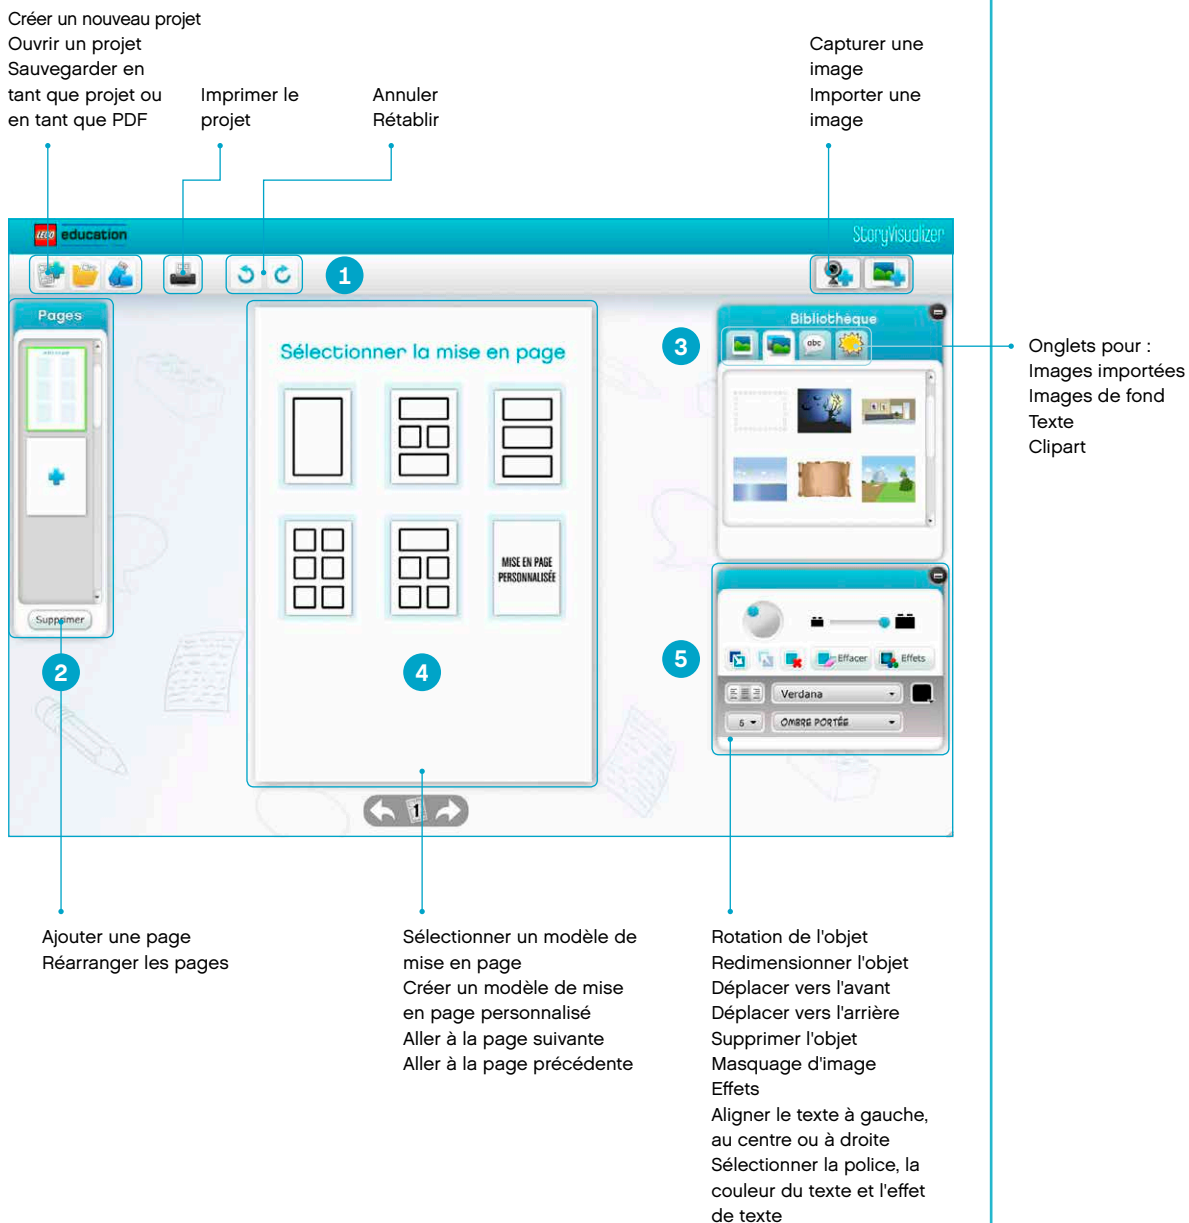 Créer un nouveau projet
Ouvrir un projet
Sauvegarder en
tant que projet ou
en tant que PDF
Imprimer le
projet
Annuler
Rétablir
Capturer une
image
Importer une
image
LEGO education
StoryVisualizer
1
Pages
Supprimer
2
Sélectionner la mise en page
MISE EN PAGE
PERSONNALISÉE
4
1
Bibliothèque
3
abc
Onglets pour :
Images importées
Images de fond
Texte
Clipart
5
Effacer
Effets
Verdana
6
OMBRE PORTÉE
Ajouter une page
Réarranger les pages
Sélectionner un modèle de
mise en page
Créer un modèle de mise
en page personnalisé
Aller à la page suivante
Aller à la page précédente
Rotation de l'objet
Redimensionner l'objet
Déplacer vers l'avant
Déplacer vers l'arrière
Supprimer l'objet
Masquage d'image
Effets
Aligner le texte à gauche,
au centre ou à droite
Sélectionner la police, la
couleur du texte et l'effet
de texte